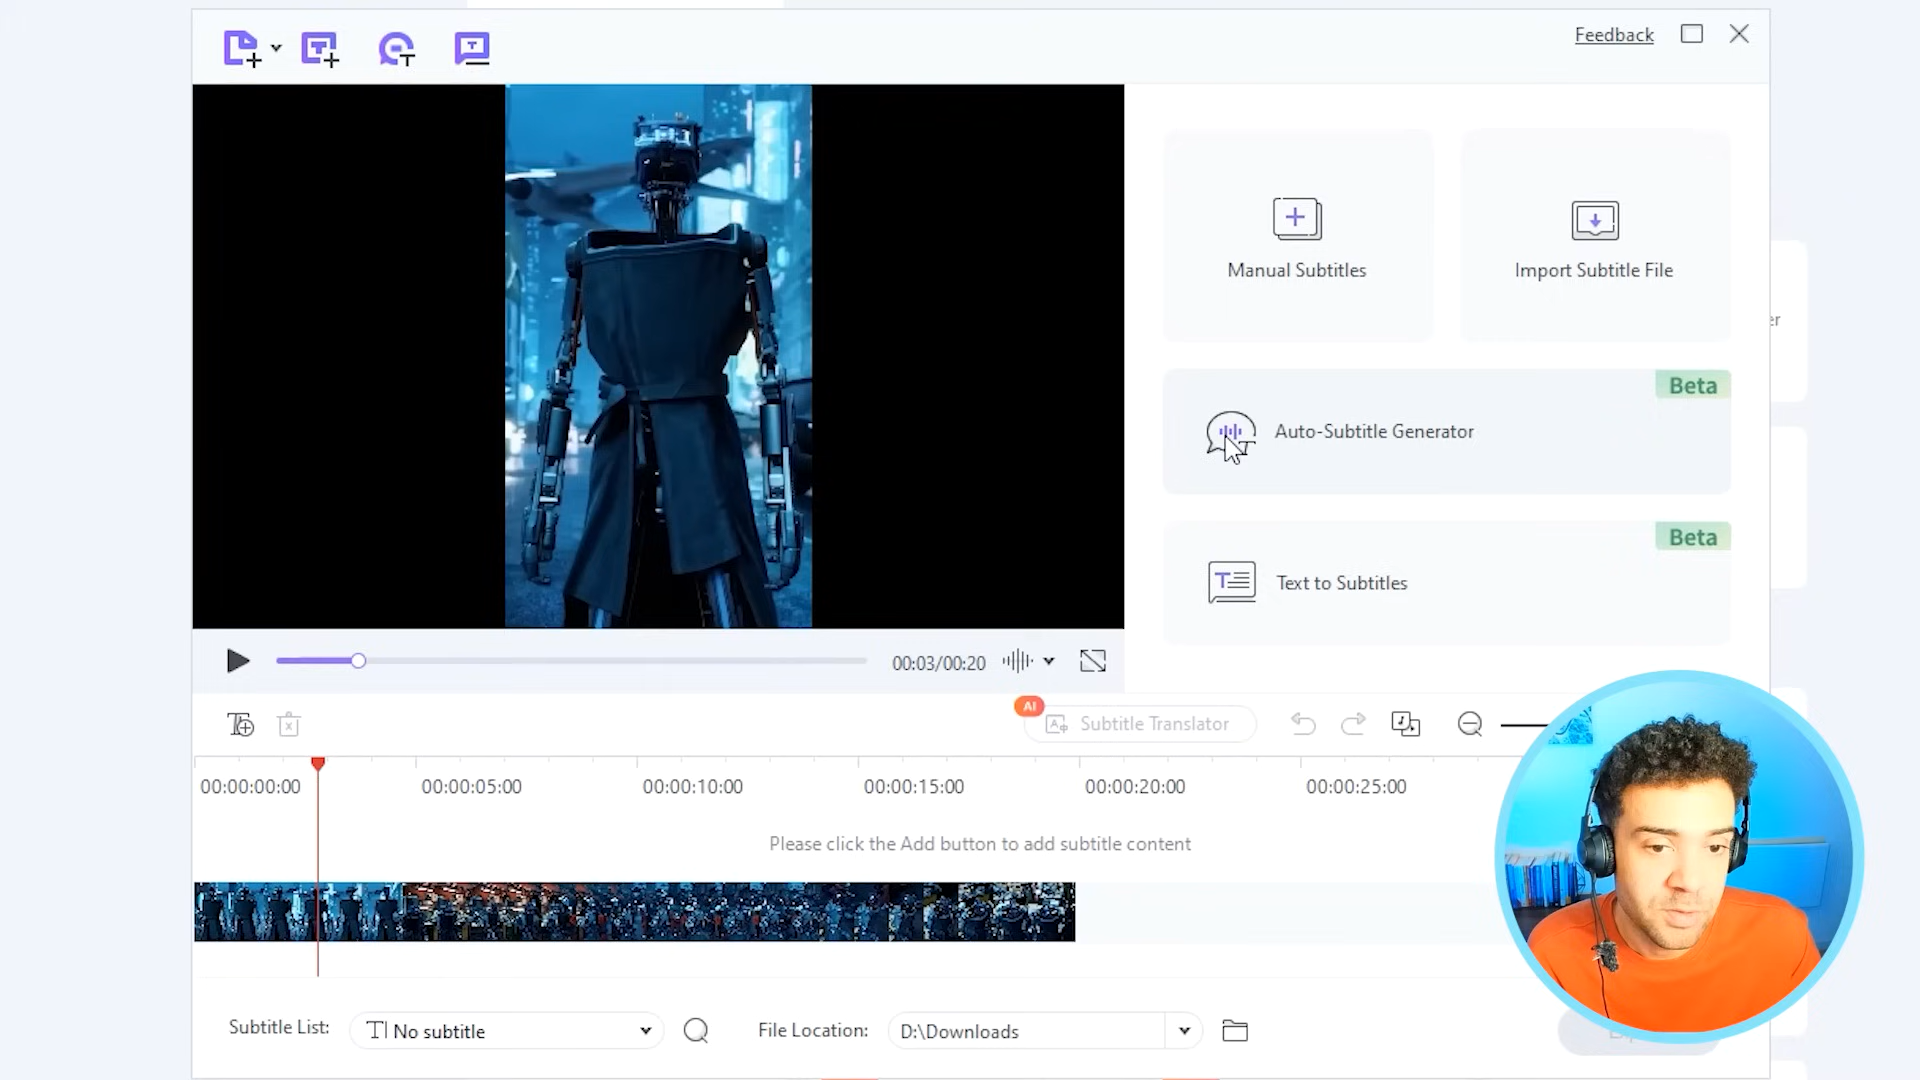 Feedback
Manual Subtitles
Import Subtitle File
er
Beta
Auto-Subtitle Generator
Beta
Text to Subtitles
00:03/00:20
AI
Subtitle Translator
00:00:00:00
00:00:05:00
00:00:10:00
00:00:15:00
00:00:20:00
00:00:25:00
Please click the Add button to add subtitle content
Subtitle List:
No subtitle
File Location:
D:\Downloads